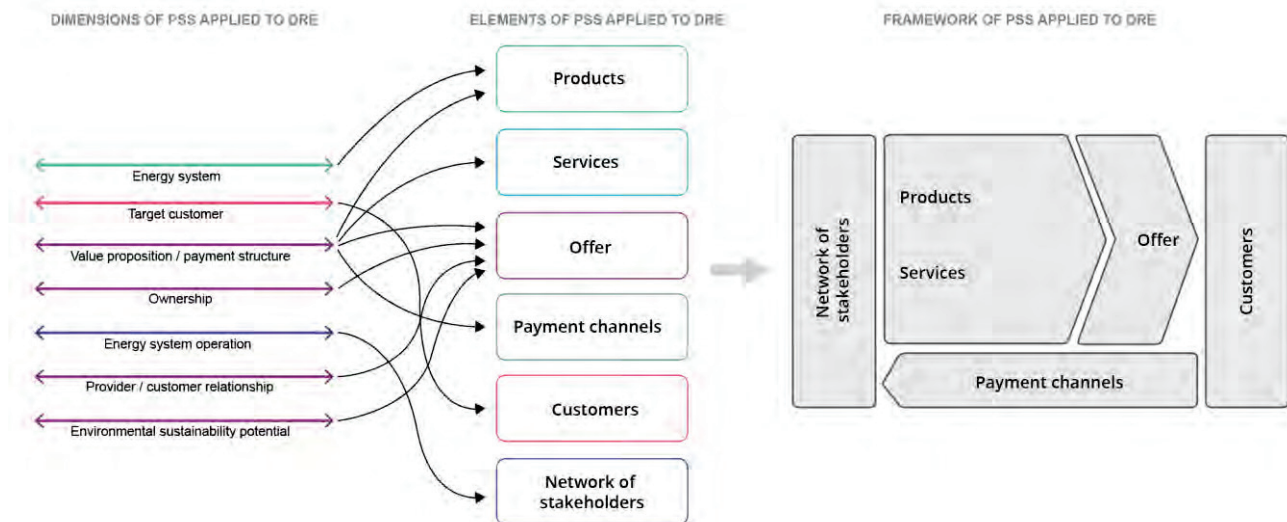 DIMENSIONS OF PSS APPLIED TO DRE
ELEMENTS OF PSS APPLIED TO DRE
FRAMEWORK OF PSS APPLIED TO DRE
Energy system
Target customer
Value proposition / payment structure
Ownership
Energy system operation
Provider / customer relationship
Environmental sustainability potential
Products
Services
Offer
Payment channels
Customers
Network of
stakeholders
Network of
stakeholders
Products
Services
Offer
Payment channels
Customers